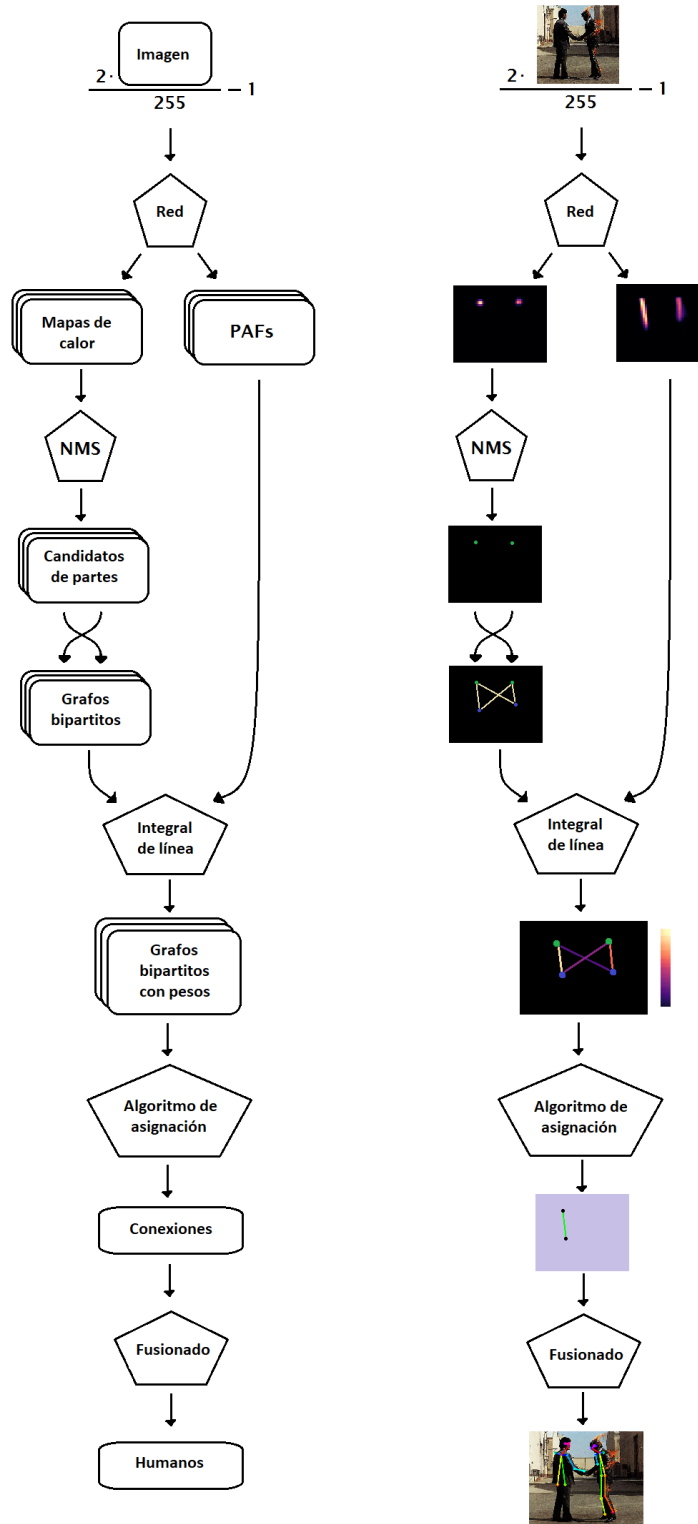 Imagen
2·
255
− 1
Red
Mapas de
calor
PAFs
NMS
Candidatos
de partes
Grafos
bipartitos
Integral
de línea
Grafos
bipartitos
con pesos
Algoritmo de
asignación
Conexiones
Fusionado
Humanos
2·
255
− 1
Red
NMS
Integral
de línea
Algoritmo de
asignación
Fusionado